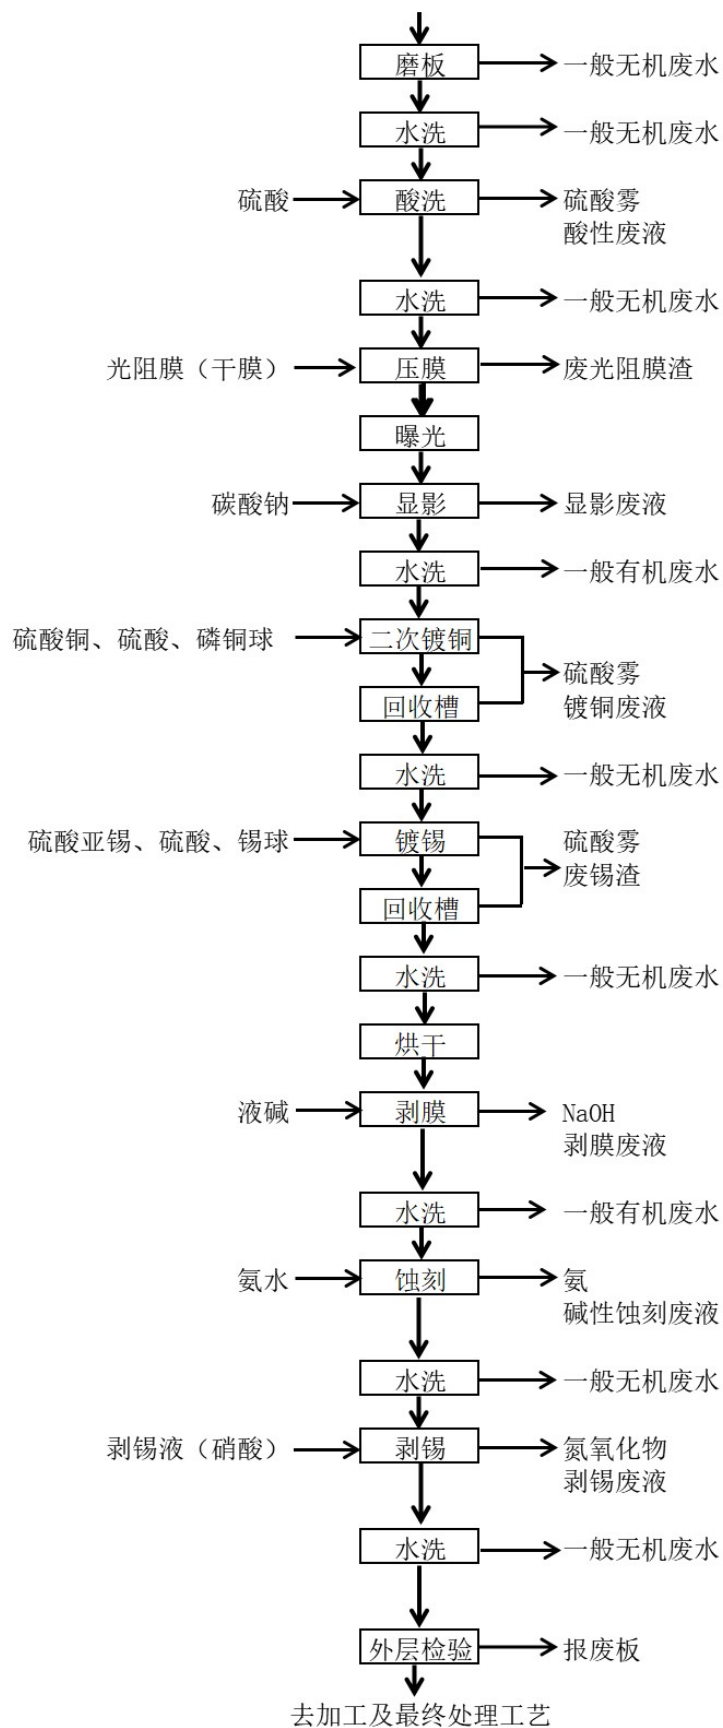 磨板
一般无机废水
水洗
一般无机废水
硫酸
酸洗
硫酸雾
酸性废液
水洗
一般无机废水
光阻膜（干膜）
压膜
废光阻膜渣
曝光
碳酸钠
显影
显影废液
水洗
一般有机废水
硫酸铜、硫酸、磷铜球
二次镀铜
回收槽
硫酸雾
镀铜废液
水洗
一般无机废水
硫酸亚锡、硫酸、锡球
镀锡
回收槽
硫酸雾
废锡渣
水洗
一般无机废水
烘干
液碱
剥膜
NaOH
剥膜废液
水洗
一般有机废水
氨水
蚀刻
氨
碱性蚀刻废液
水洗
一般无机废水
剥锡液（硝酸）
剥锡
氮氧化物
剥锡废液
水洗
一般无机废水
外层检验
报废板
去加工及最终处理工艺